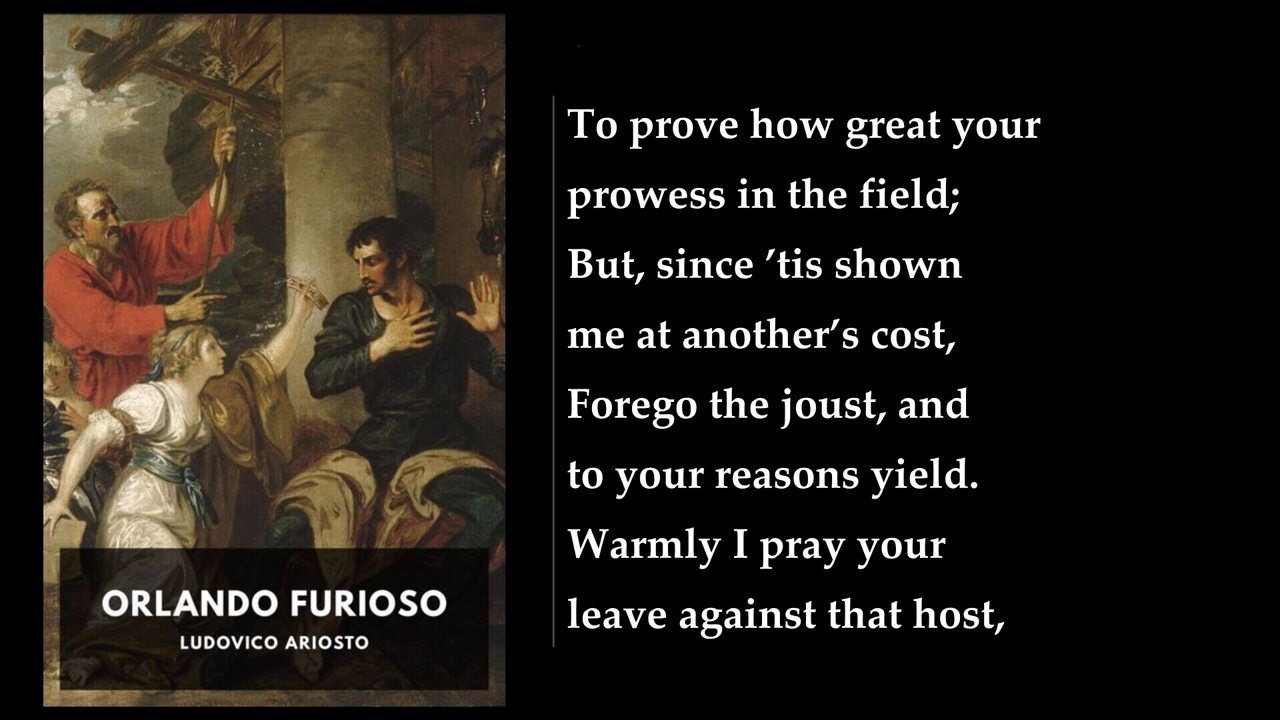 ORLANDO FURIOSO
LUDOVICO ARIOSTO
To prove how great your
prowess in the field;
But, since ’tis shown
me at another’s cost,
Forego the joust, and
to your reasons yield.
Warmly I pray your
leave against that host,